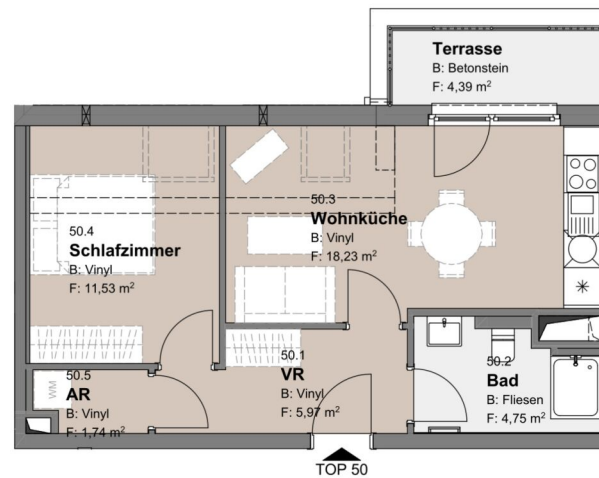 Terrasse
B: Betonstein
F: 4,39 m²
50.3
Wohnküche
B: Vinyl
F: 18,23 m²
50.4
Schlafzimmer
B: Vinyl
F: 11,53 m²
50.1
VR
B: Vinyl
F: 5,97 m²
50.2
Bad
B: Fliesen
F: 4,75 m²
50.5
AR
B: Vinyl
F: 1,74 m²
WM
TOP 50